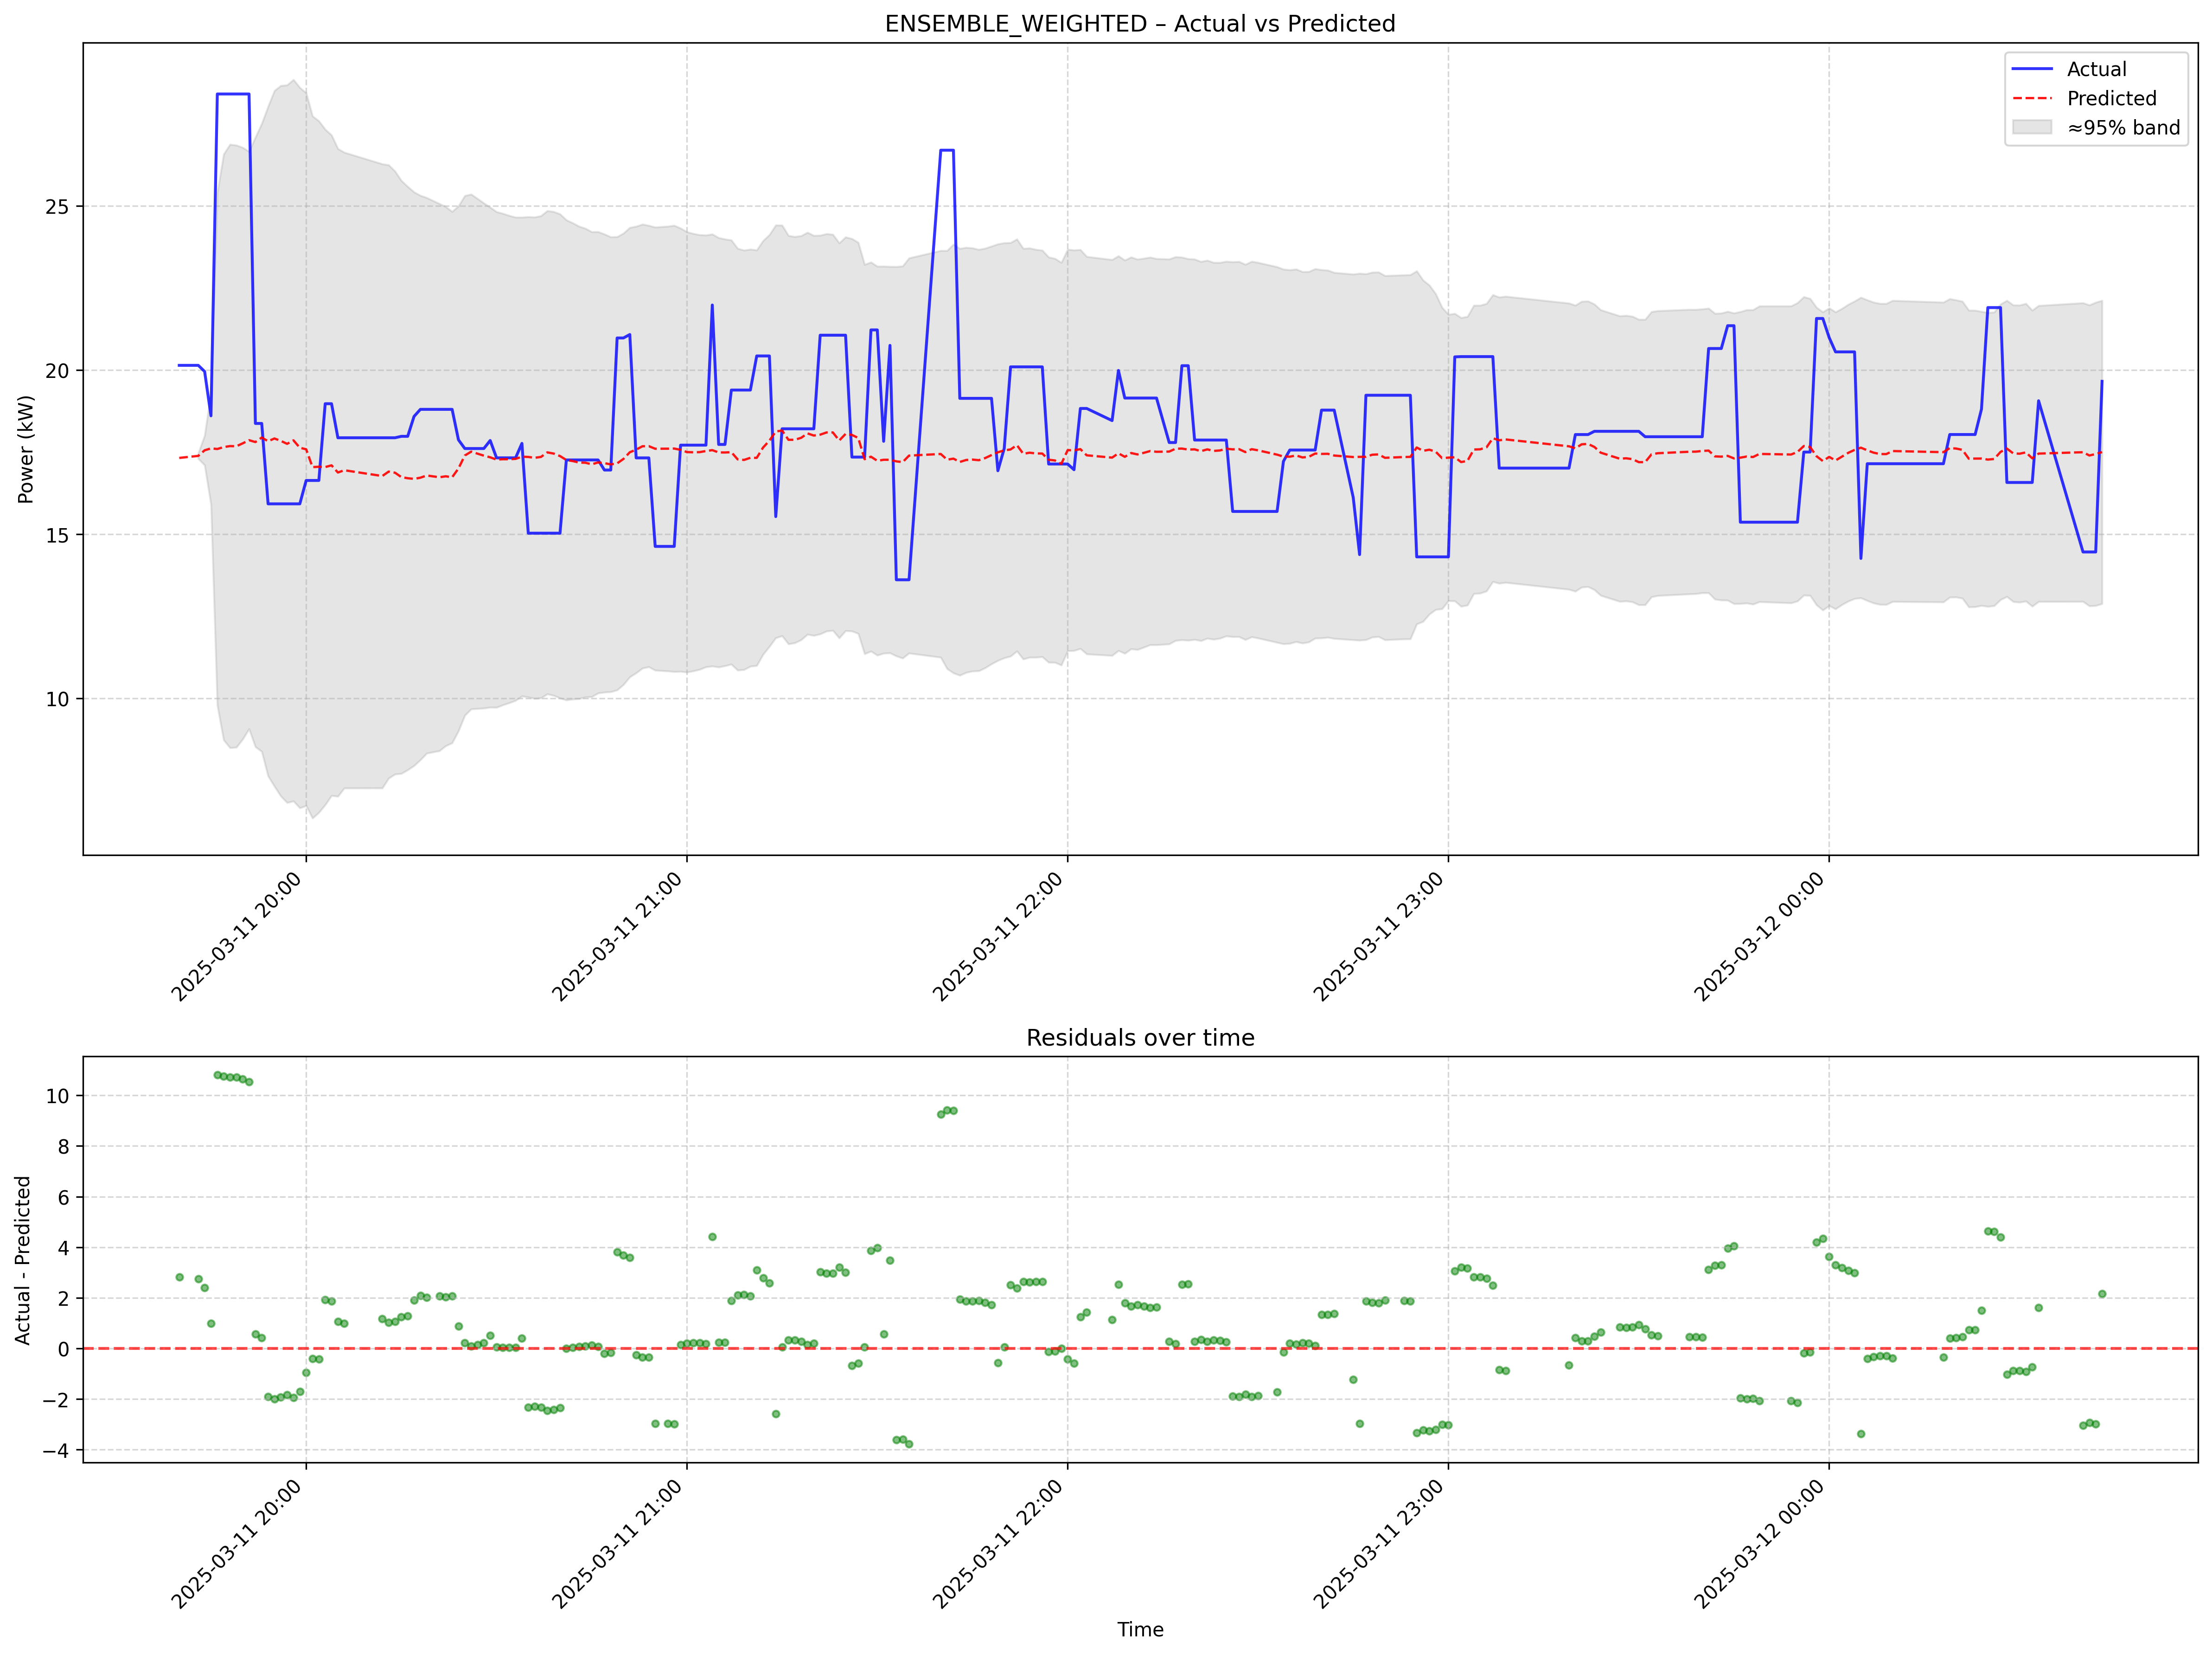 ENSEMBLE_WEIGHTED – Actual vs Predicted
Actual
Predicted
≈95% band
Power (kW)
25
20
15
10
2025-03-11 20:00
2025-03-11 21:00
2025-03-11 22:00
2025-03-11 23:00
2025-03-12 00:00
Residuals over time
Actual - Predicted
10
8
6
4
2
0
−2
−4
2025-03-11 20:00
2025-03-11 21:00
2025-03-11 22:00
2025-03-11 23:00
2025-03-12 00:00
Time